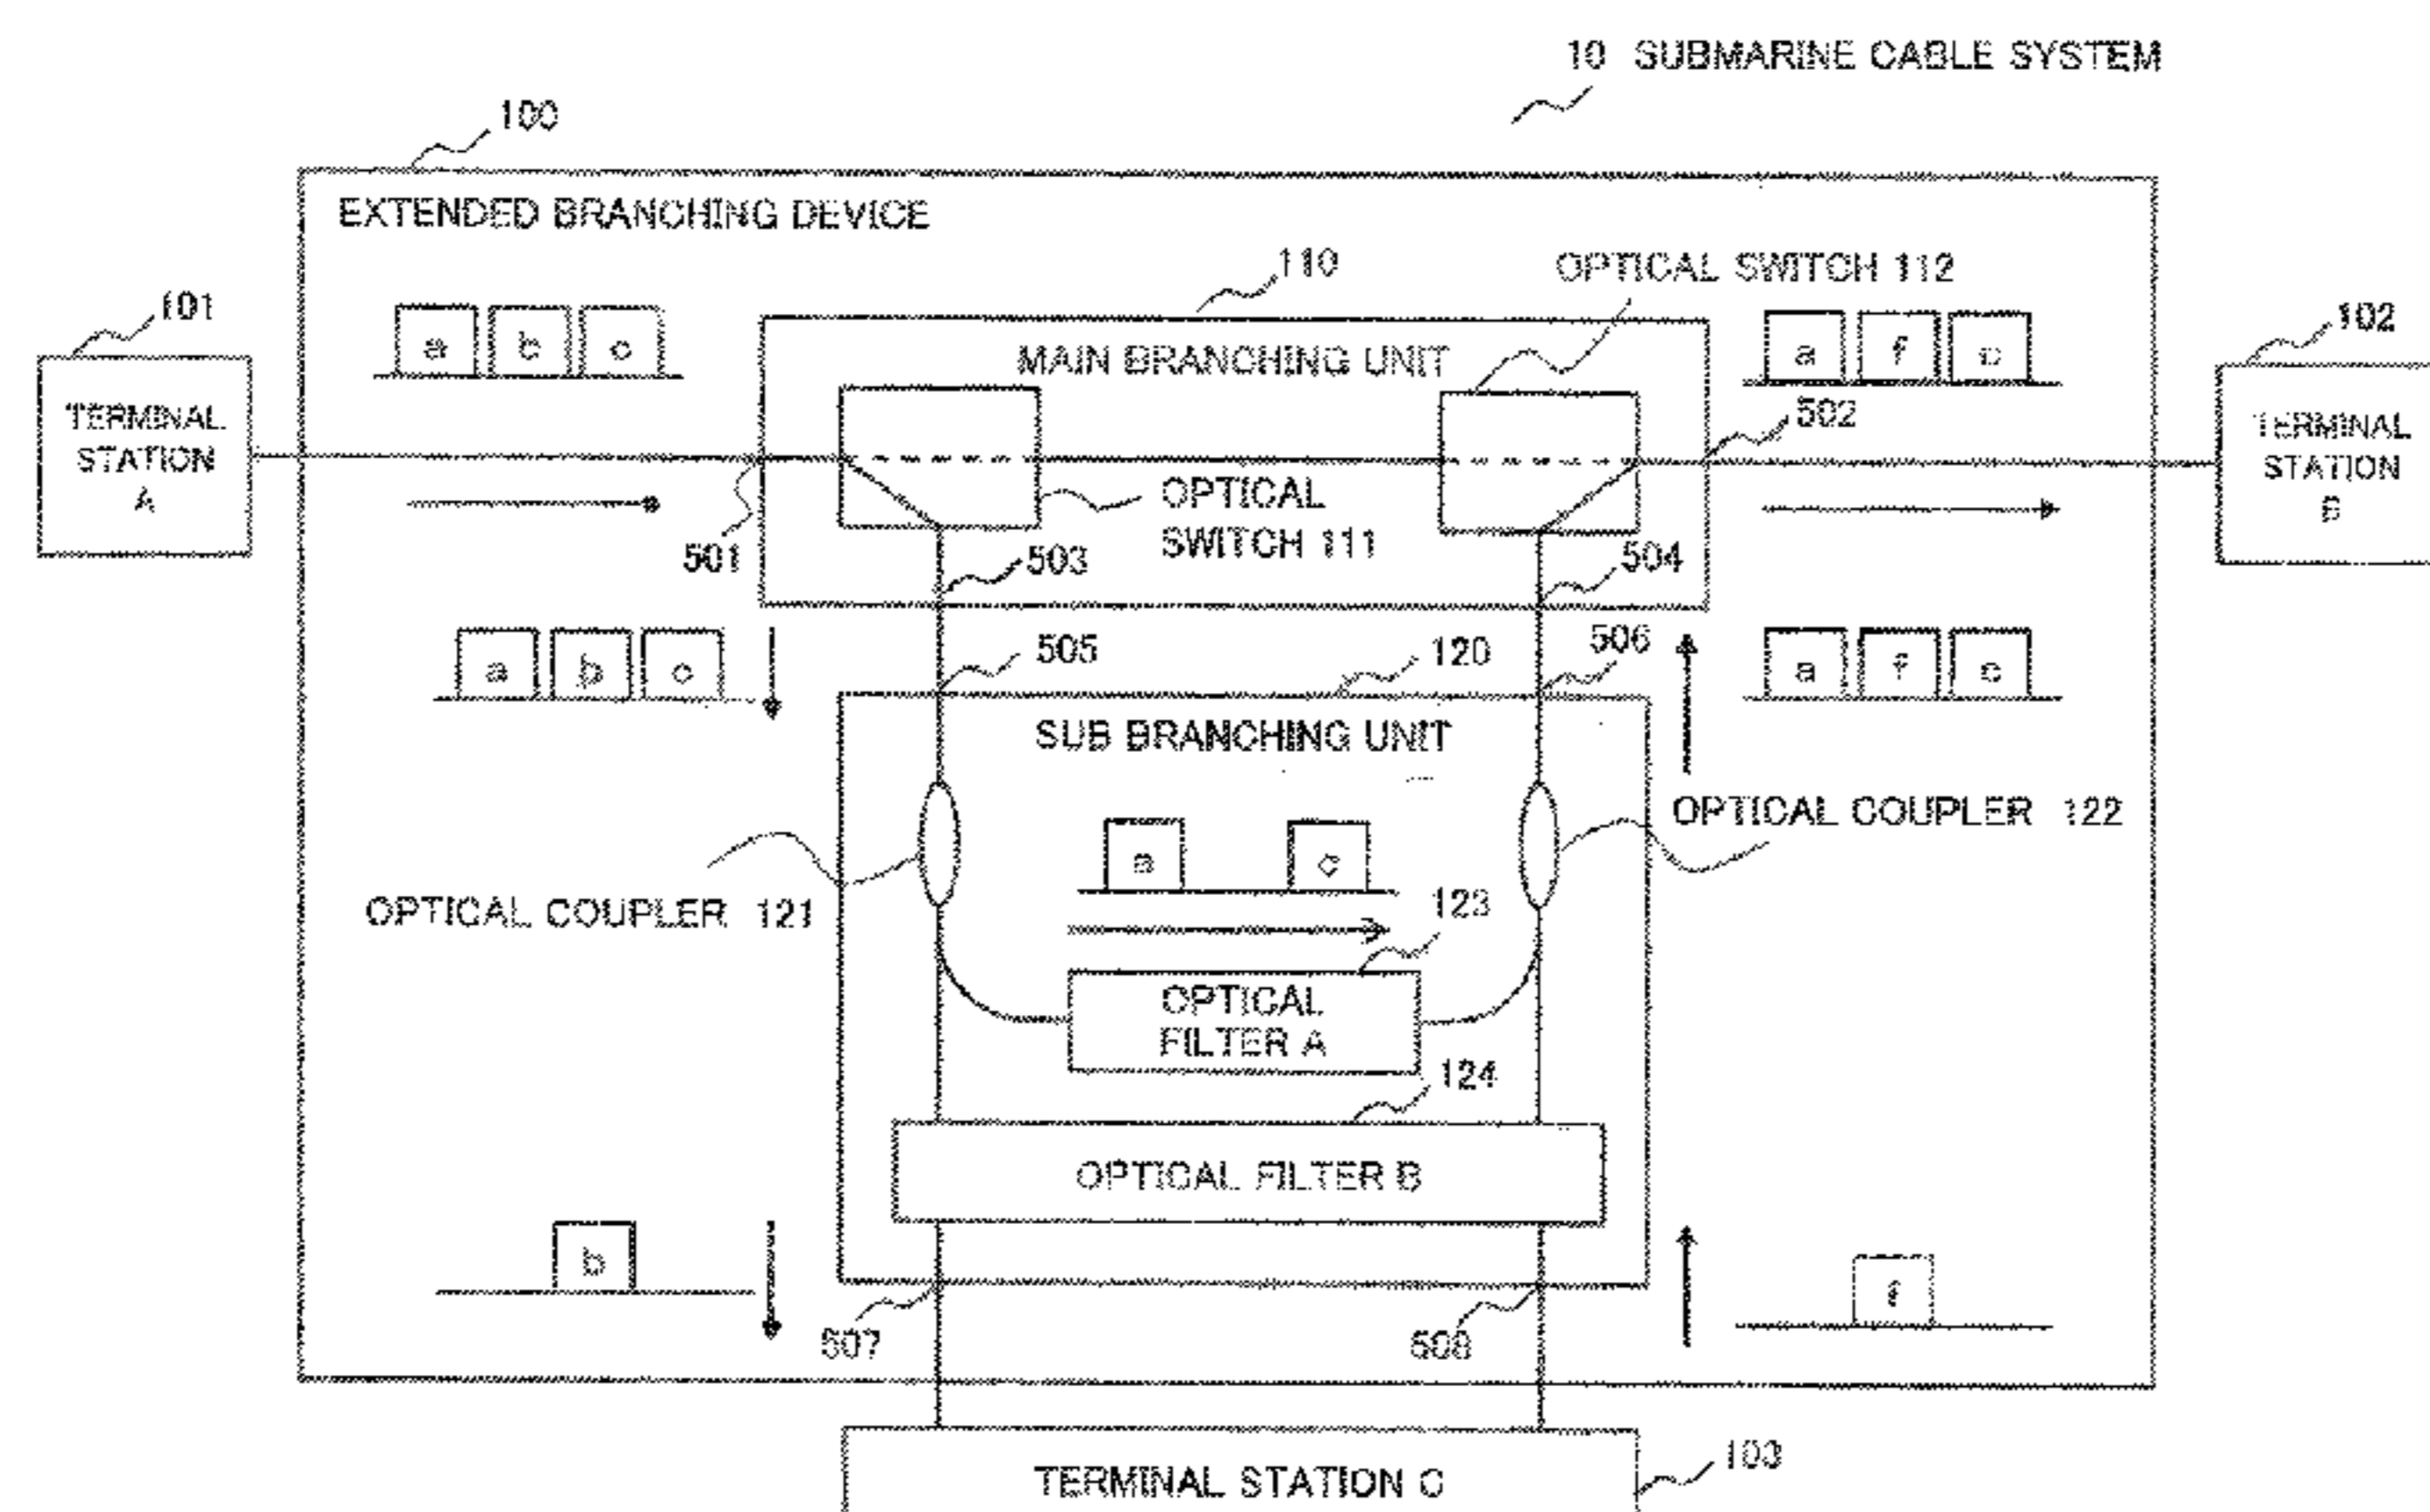 10 SUBMARINE CABLE SYSTEM
100
EXTENDED BRANCHING DEVICE
110
OPTICAL SWITCH 112
101
a b c
MAIN BRANCHING UNIT
a f c
102
TERMINAL
STATION
A
502
TERMINAL
STATION
B
OPTICAL
SWITCH 111
501
503
504
a b c
505
120
506
a f c
SUB BRANCHING UNIT
a c
OPTICAL COUPLER 122
OPTICAL COUPLER 121
123
OPTICAL
FILTER A
124
OPTICAL FILTER B
b
f
507
508
TERMINAL STATION C
103